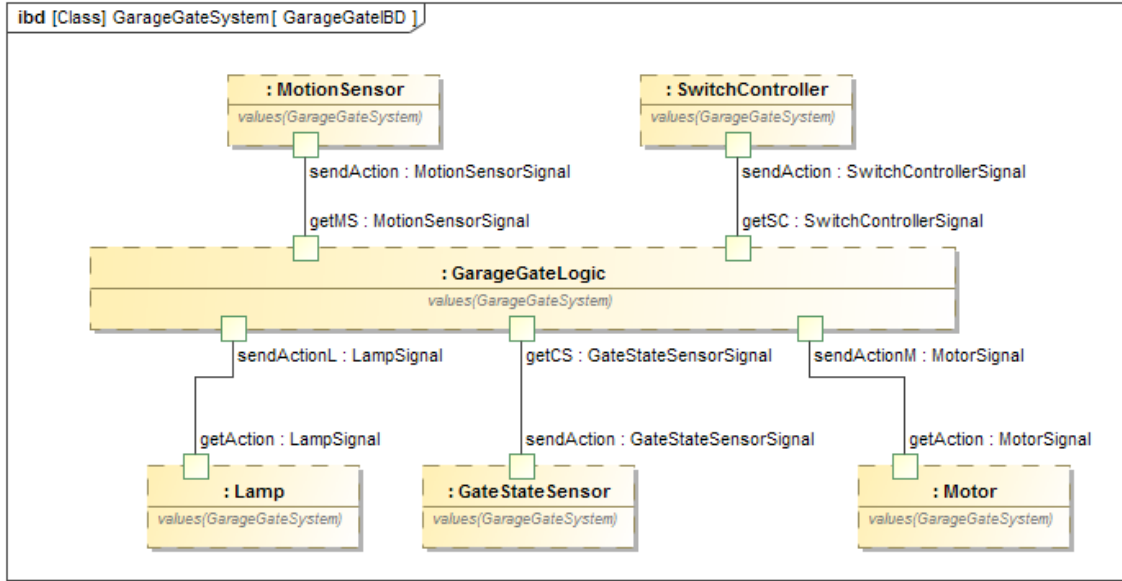 ibd [Class] GarageGateSystem [ GarageGateIBD ]
: MotionSensor
values(GarageGateSystem)
: SwitchController
values(GarageGateSystem)
sendAction : MotionSensorSignal
sendAction : SwitchControllerSignal
getMS : MotionSensorSignal
getSC : SwitchControllerSignal
: GarageGateLogic
values(GarageGateSystem)
sendActionL : LampSignal
getCS : GateStateSensorSignal
sendActionM : MotorSignal
getAction : LampSignal
sendAction : GateStateSensorSignal
getAction : MotorSignal
: Lamp
values(GarageGateSystem)
: GateStateSensor
values(GarageGateSystem)
: Motor
values(GarageGateSystem)